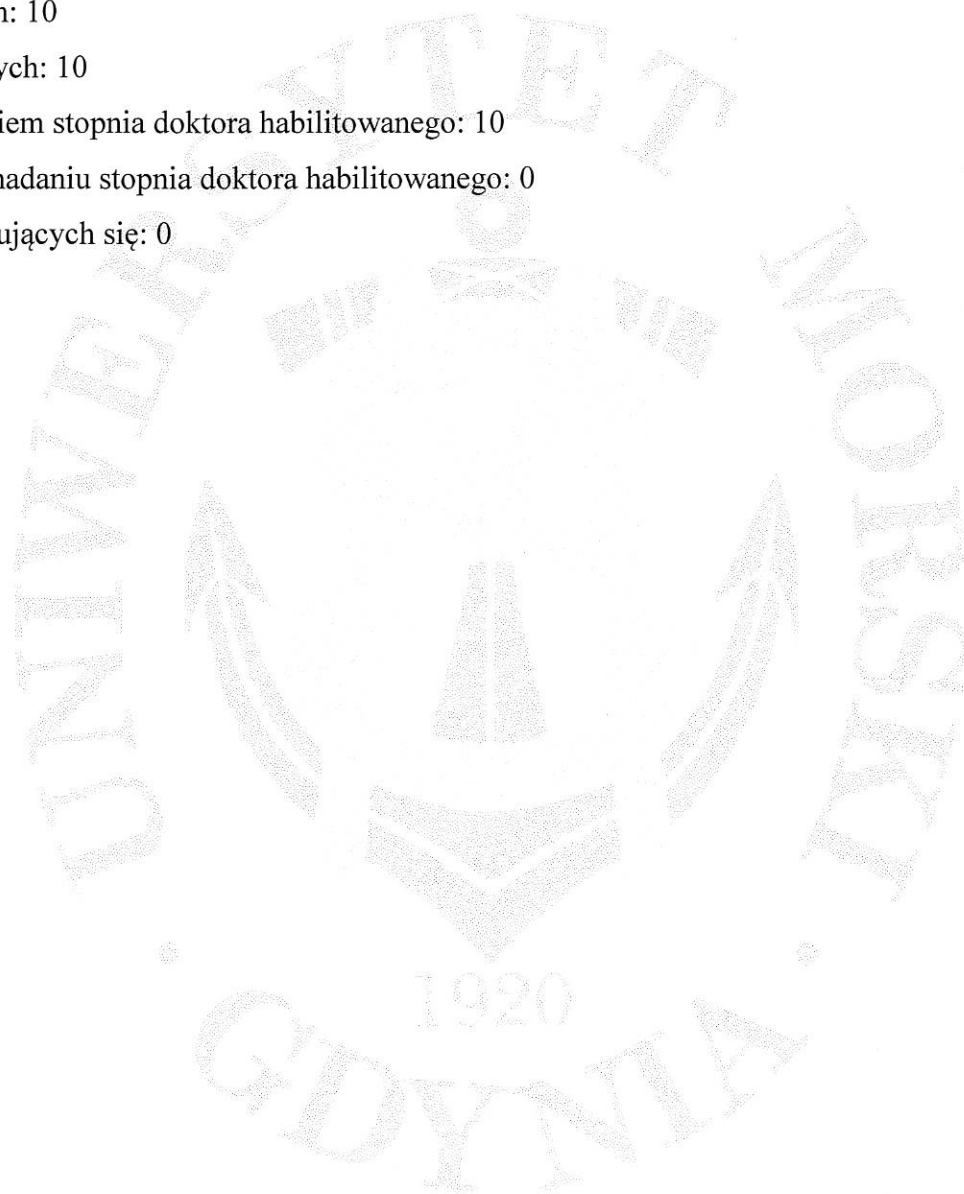 h: 10
ych: 10
iem stopnia doktora habilitowanego: 10
nadaniu stopnia doktora habilitowanego: 0
ujących się: 0
UNIWERSYTET MORSKI
1920
• GDYNIA •